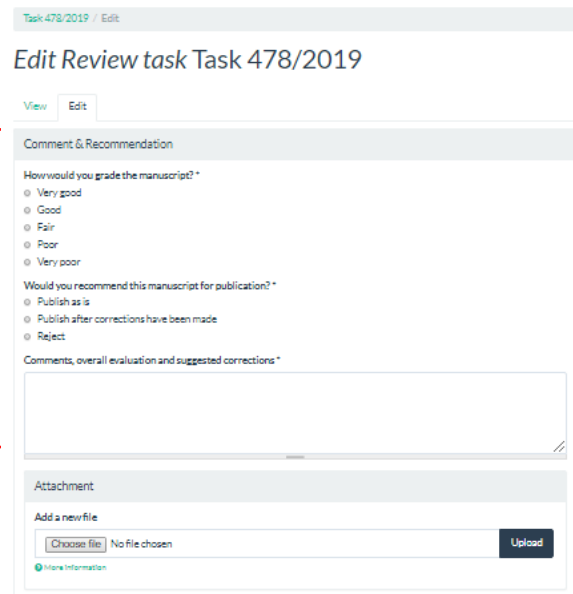 Task 478/2019 / Edit
Edit Review task Task 478/2019
View Edit
Comment & Recommendation
How would you grade the manuscript? *
Very good
Good
Fair
Poor
Very poor
Would you recommend this manuscript for publication? *
Publish as is
Publish after corrections have been made
Reject
Comments, overall evaluation and suggested corrections *
Attachment
Add a new file
Choose file No file chosen Upload
More information